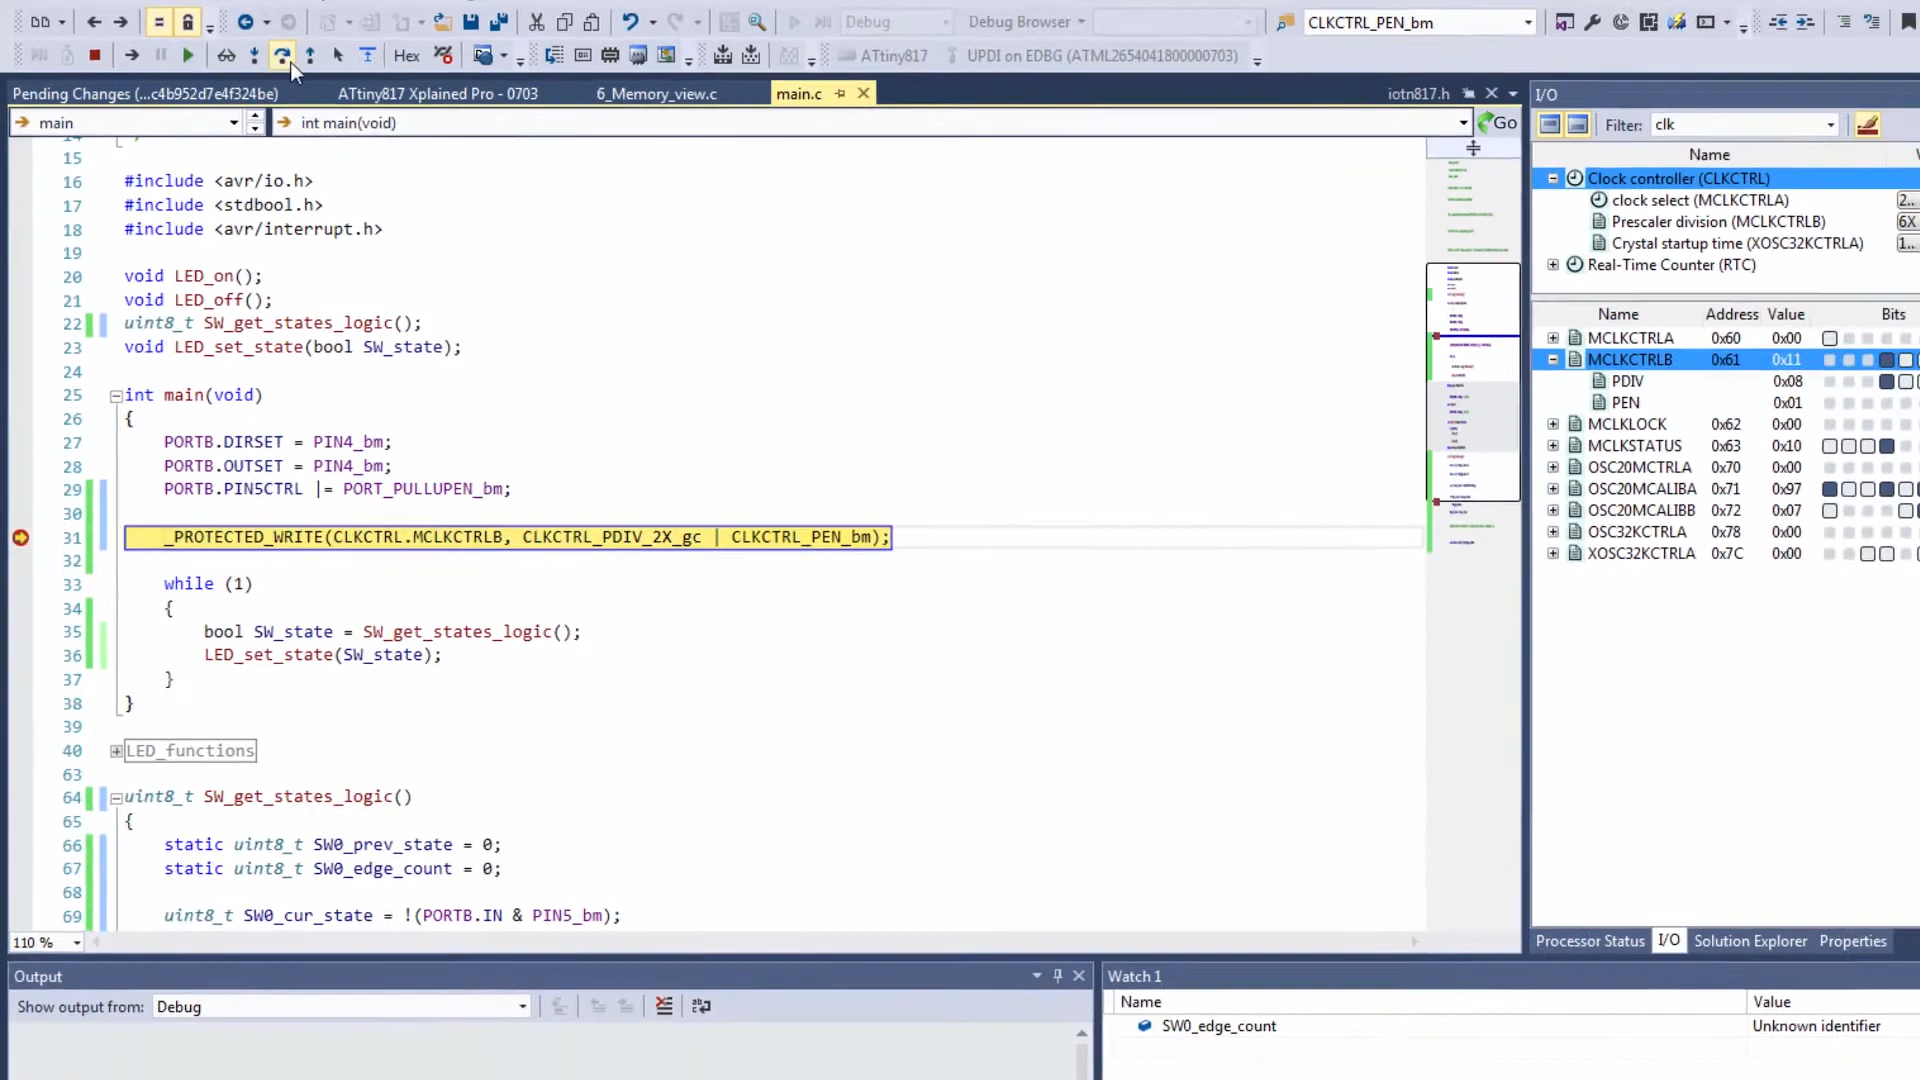 Debug
Debug Browser
CLKCTRL_PEN_bm
Hex
ATtiny817
UPDI on EDBG (ATML2654041800000703)
Pending Changes (...c4b952d7e4f324be)
ATtiny817 Xplained Pro - 0703
6_Memory_view.c
main.c
iotn817.h
main
int main(void)
Go
15
16 #include <avr/io.h>
17 #include <stdbool.h>
18 #include <avr/interrupt.h>
19
20 void LED_on();
21 void LED_off();
22 uint8_t SW_get_states_logic();
23 void LED_set_state(bool SW_state);
24
25 int main(void)
26 {
27 PORTB.DIRSET = PIN4_bm;
28 PORTB.OUTSET = PIN4_bm;
29 PORTB.PIN5CTRL |= PORT_PULLUPEN_bm;
30
31 _PROTECTED_WRITE(CLKCTRL.MCLKCTRLB, CLKCTRL_PDIV_2X_gc | CLKCTRL_PEN_bm);
32
33 while (1)
34 {
35 bool SW_state = SW_get_states_logic();
36 LED_set_state(SW_state);
37 }
38 }
39
40 LED_functions
63
64 uint8_t SW_get_states_logic()
65 {
66 static uint8_t SW0_prev_state = 0;
67 static uint8_t SW0_edge_count = 0;
68
69 uint8_t SW0_cur_state = !(PORTB.IN & PIN5_bm);
110 %
I/O
Filter: clk
Name
Clock controller (CLKCTRL)
clock select (MCLKCTRLA) 2..
Prescaler division (MCLKCTRLB) 6X
Crystal startup time (XOSC32KCTRLA) 1..
Real-Time Counter (RTC)
Name Address Value Bits
MCLKCTRLA 0x60 0x00
MCLKCTRLB 0x61 0x11
PDIV 0x08
PEN 0x01
MCLKLOCK 0x62 0x00
MCLKSTATUS 0x63 0x10
OSC20MCTRLA 0x70 0x00
OSC20MCALIBA 0x71 0x97
OSC20MCALIBB 0x72 0x07
OSC32KCTRLA 0x78 0x00
XOSC32KCTRLA 0x7C 0x00
Processor Status I/O Solution Explorer Properties
Output
Show output from: Debug
Watch 1
Name Value
SW0_edge_count Unknown identifier